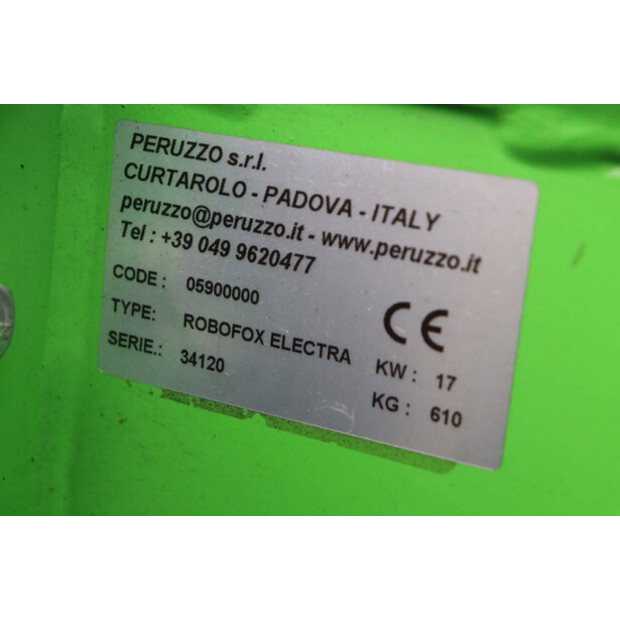 PERUZZO s.r.l.
CURTAROLO - PADOVA - ITALY
peruzzo@peruzzo.it - www.peruzzo.it
Tel : +39 049 9620477
CODE : 05900000
TYPE: ROBOFOX ELECTRA
SERIE.: 34120
CE
KW : 17
KG : 610